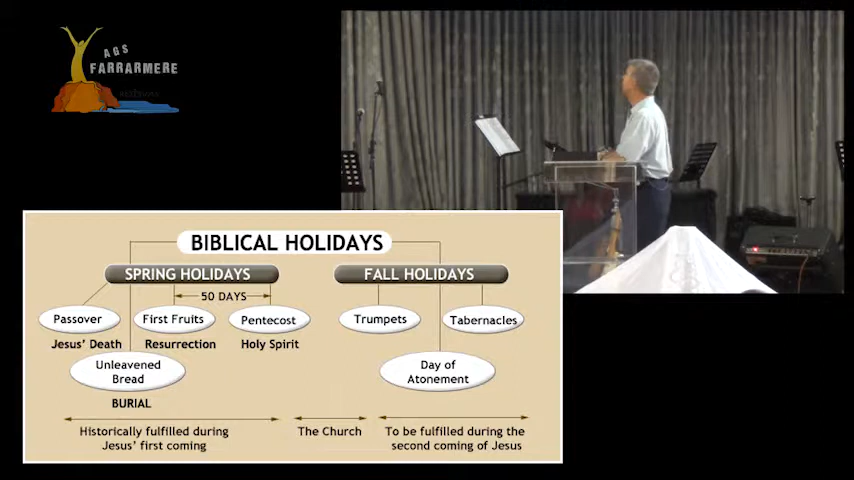 AGS
FARRARMERE
BIBLICAL HOLIDAYS
SPRING HOLIDAYS
FALL HOLIDAYS
50 DAYS
Passover
First Fruits
Pentecost
Trumpets
Tabernacles
Jesus' Death
Resurrection
Holy Spirit
Unleavened
Bread
Day of
Atonement
BURIAL
Historically fulfilled during
Jesus' first coming
The Church
To be fulfilled during the
second coming of Jesus